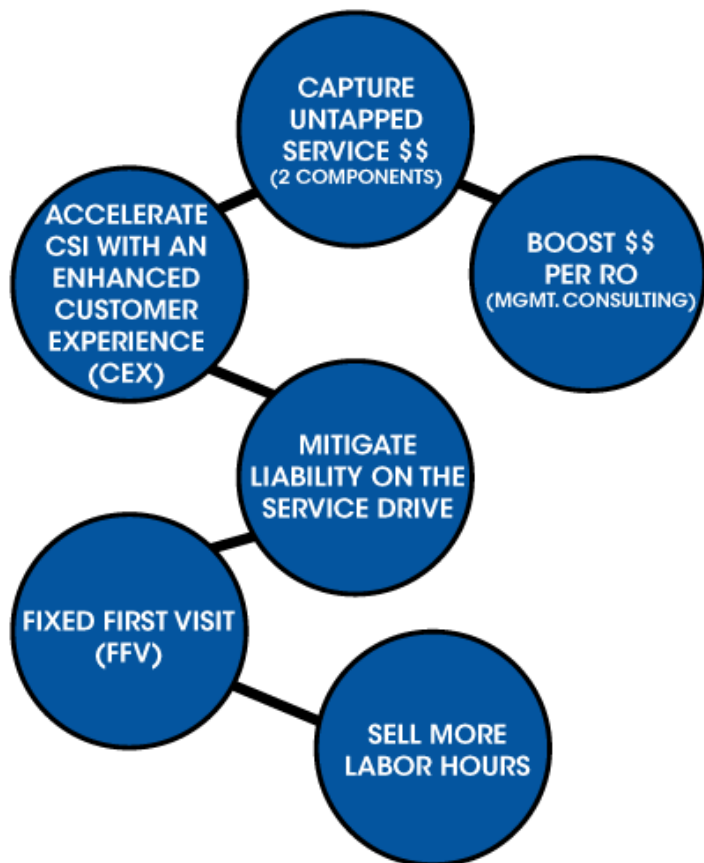 CAPTURE
UNTAPPED
SERVICE $$
(2 COMPONENTS)
ACCELERATE
CSI WITH AN
ENHANCED
CUSTOMER
EXPERIENCE
(CEX)
BOOST $$
PER RO
(MGMT. CONSULTING)
MITIGATE
LIABILITY ON THE
SERVICE DRIVE
FIXED FIRST VISIT
(FFV)
SELL MORE
LABOR HOURS